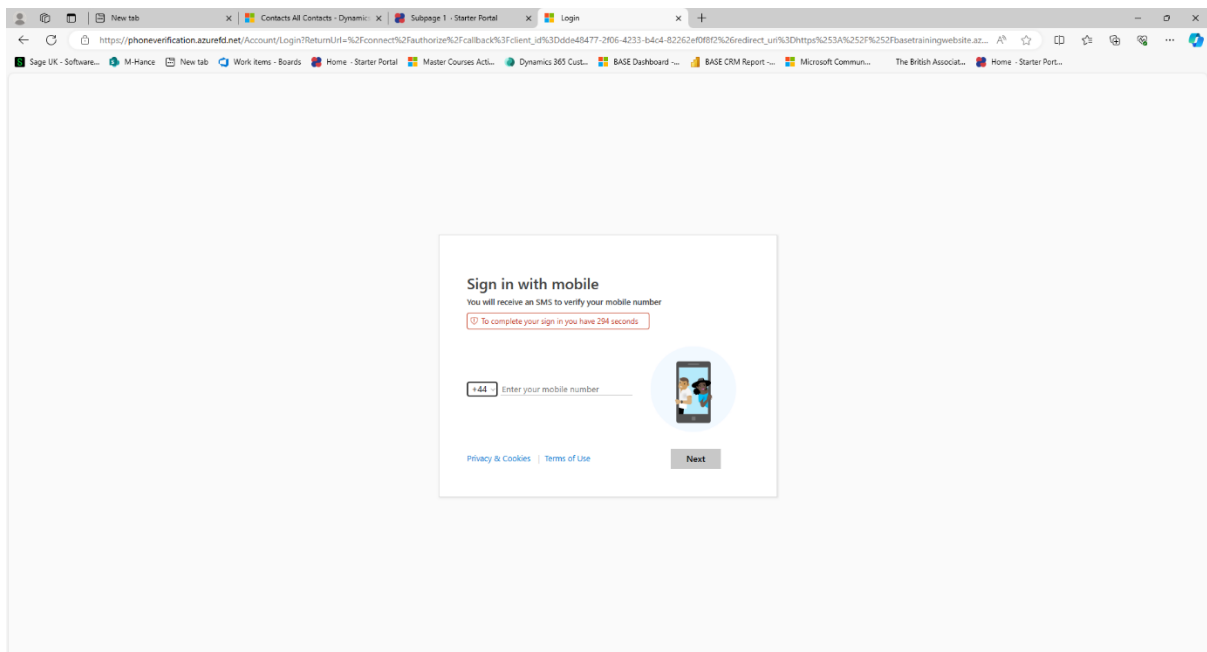 New tab
Contacts All Contacts - Dynamic
Subpage 1 · Starter Portal
Login
https://phoneverification.azurefd.net/Account/Login?ReturnUrl=%2Fconnect%2Fauthorize%2Fcallback%3Fclient_id%3Ddde48477-2f06-4233-b4c4-82262ef0f8f2%26redirect_uri%3Dhttps%253A%252F%252Fbasetrainingwebsite.az...
Sage UK - Software... M-Hance New tab Work items - Boards Home · Starter Portal Master Courses Acti... Dynamics 365 Cust... BASE Dashboard -... BASE CRM Report -... Microsoft Commun... The British Associat... Home · Starter Port...
Sign in with mobile
You will receive an SMS to verify your mobile number
To complete your sign in you have 294 seconds
+44 Enter your mobile number
Privacy & Cookies | Terms of Use Next